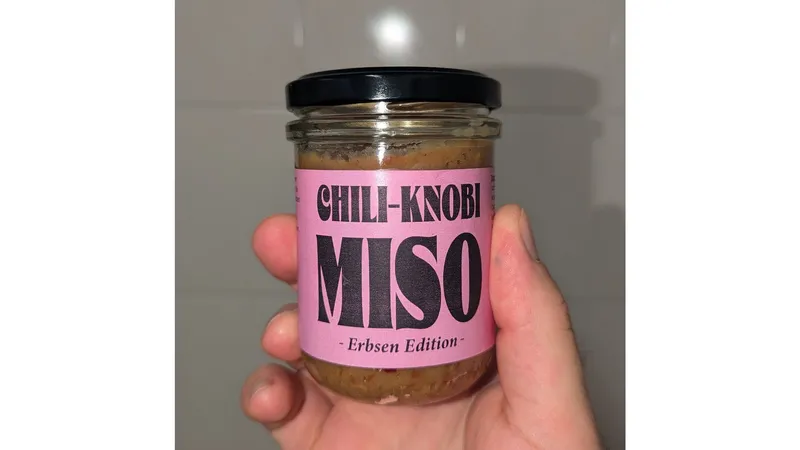 CHILI-KNOBI
MISO
- Erbsen Edition -